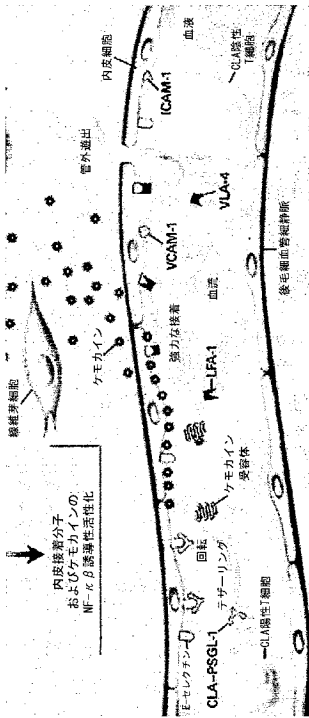 内皮接着分子
およびケモカインの
NF-κβ誘導性活性化
線維芽細胞
ケモカイン
管外遊出
内皮細胞
血液
E-セレクチン
回転
強力な接着
VCAM-1
ICAM-1
CLA-PSGL-1
テザーリング
ケモカイン
受容体
LFA-1
血流
VLA-4
CLA陰性
T細胞
CLA陽性T細胞
後毛細血管細静脈